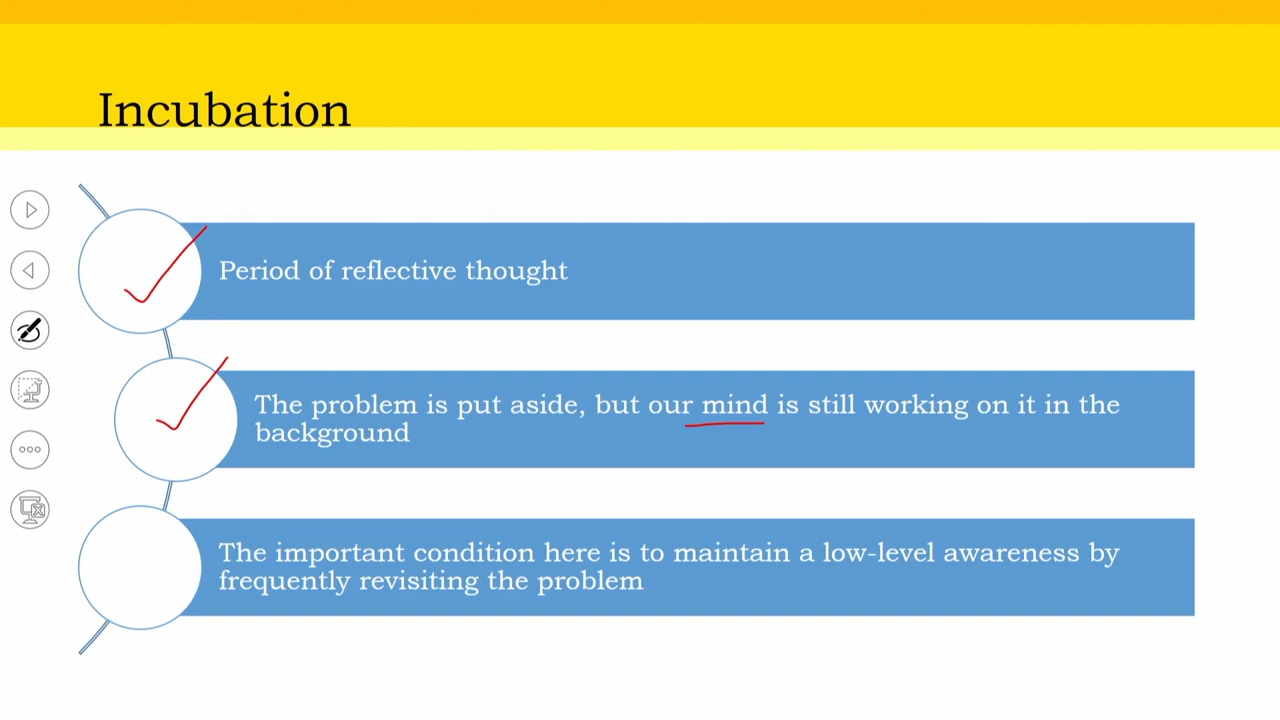 Incubation
Period of reflective thought
The problem is put aside, but our mind is still working on it in the
background
The important condition here is to maintain a low-level awareness by
frequently revisiting the problem